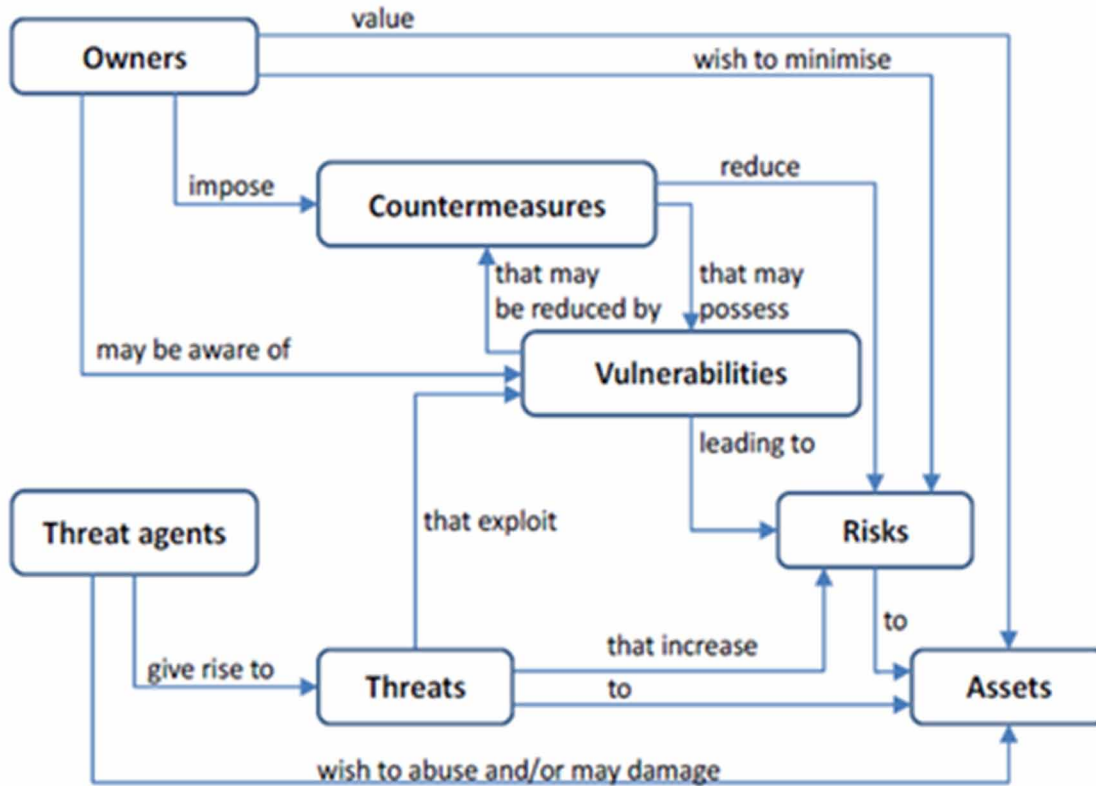 value
Owners
wish to minimise
reduce
impose
Countermeasures
that may
be reduced by
that may
possess
may be aware of
Vulnerabilities
leading to
that exploit
Threat agents
Risks
to
that increase
give rise to
Threats
to
Assets
wish to abuse and/or may damage